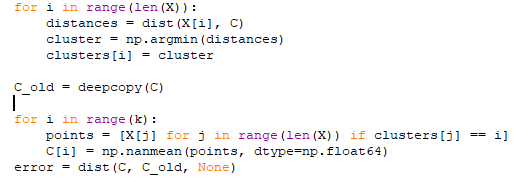 for i in range(len(X)):
    distances = dist(X[i], C)
    cluster = np.argmin(distances)
    clusters[i] = cluster
C_old = deepcopy(C)
for i in range(k):
    points = [X[j] for j in range(len(X)) if clusters[j] == i]
    C[i] = np.nanmean(points, dtype=np.float64)
error = dist(C, C_old, None)